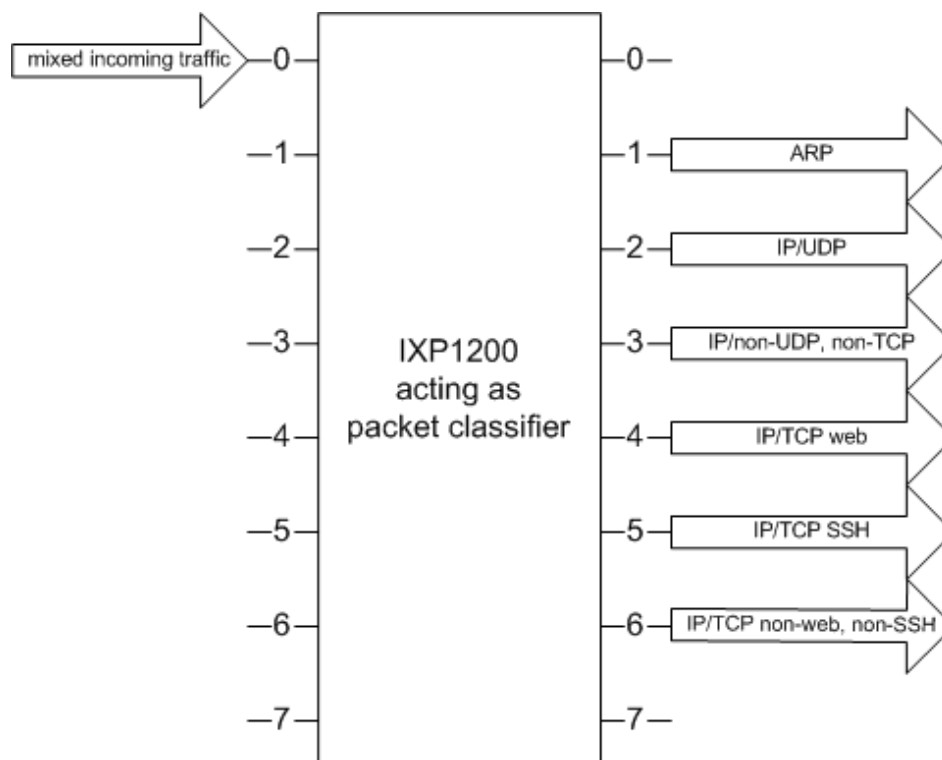 mixed incoming traffic
0
0
1
1
ARP
2
2
IP/UDP
3
3
IP/non-UDP, non-TCP
IXP1200
acting as
packet classifier
4
4
IP/TCP web
5
5
IP/TCP SSH
6
6
IP/TCP non-web, non-SSH
7
7